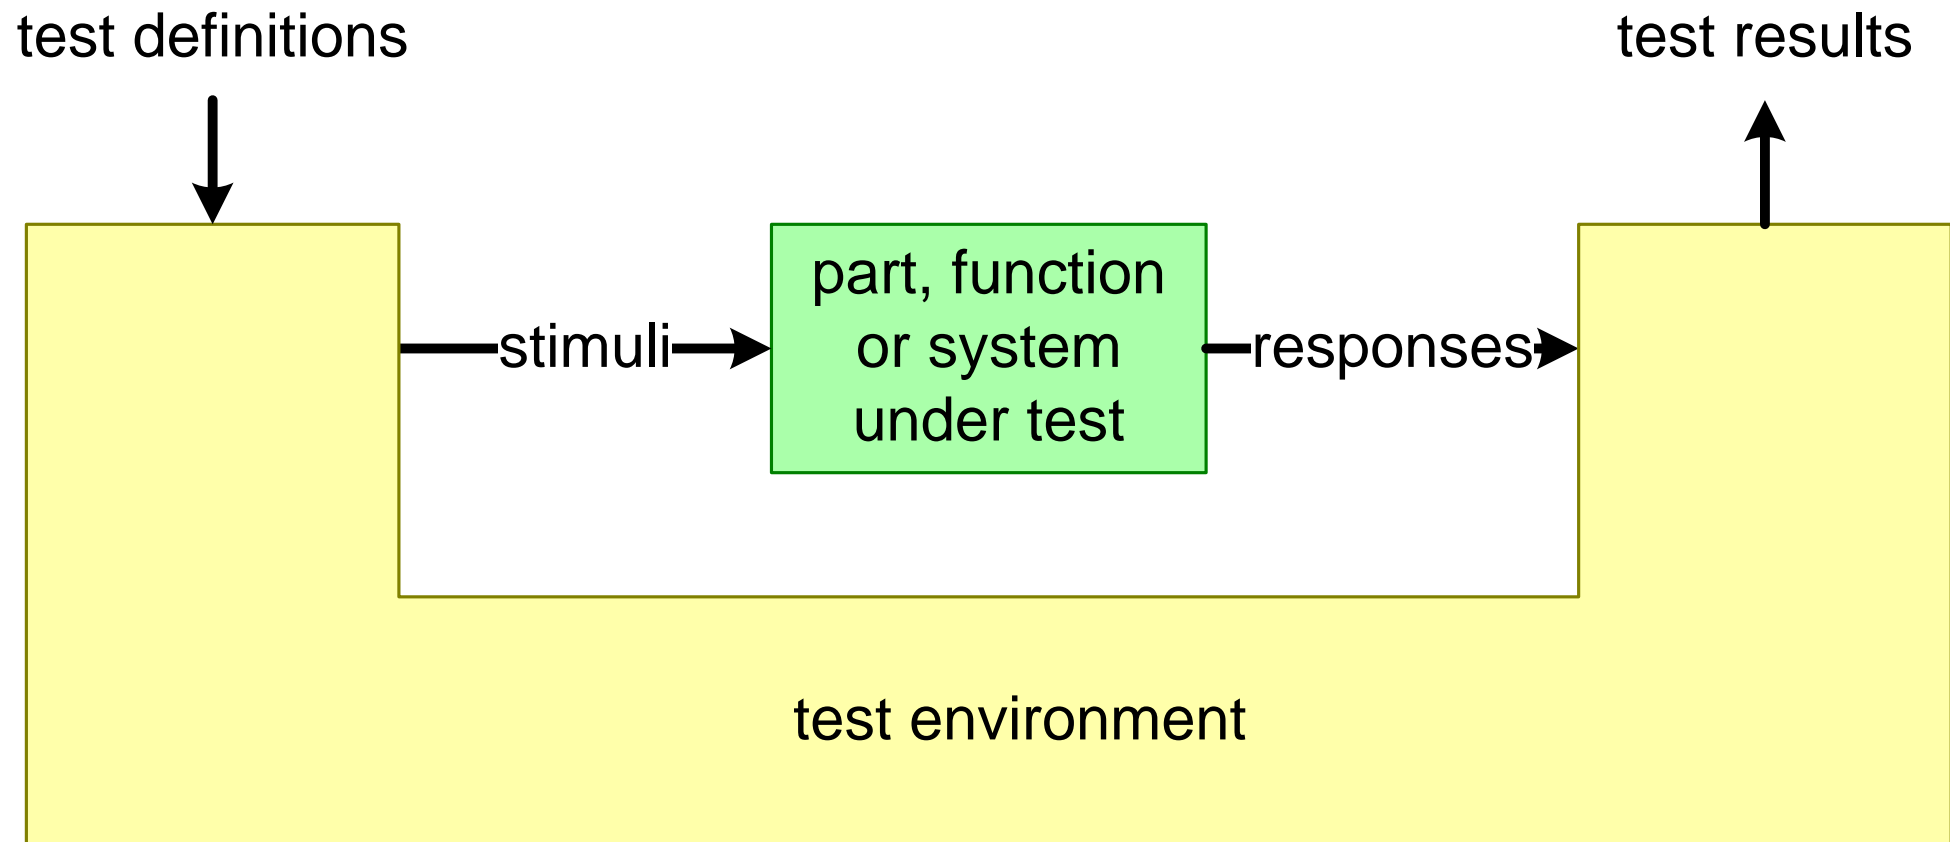 test definitions
test results
part, function
or system
under test
stimuli
responses
test environment